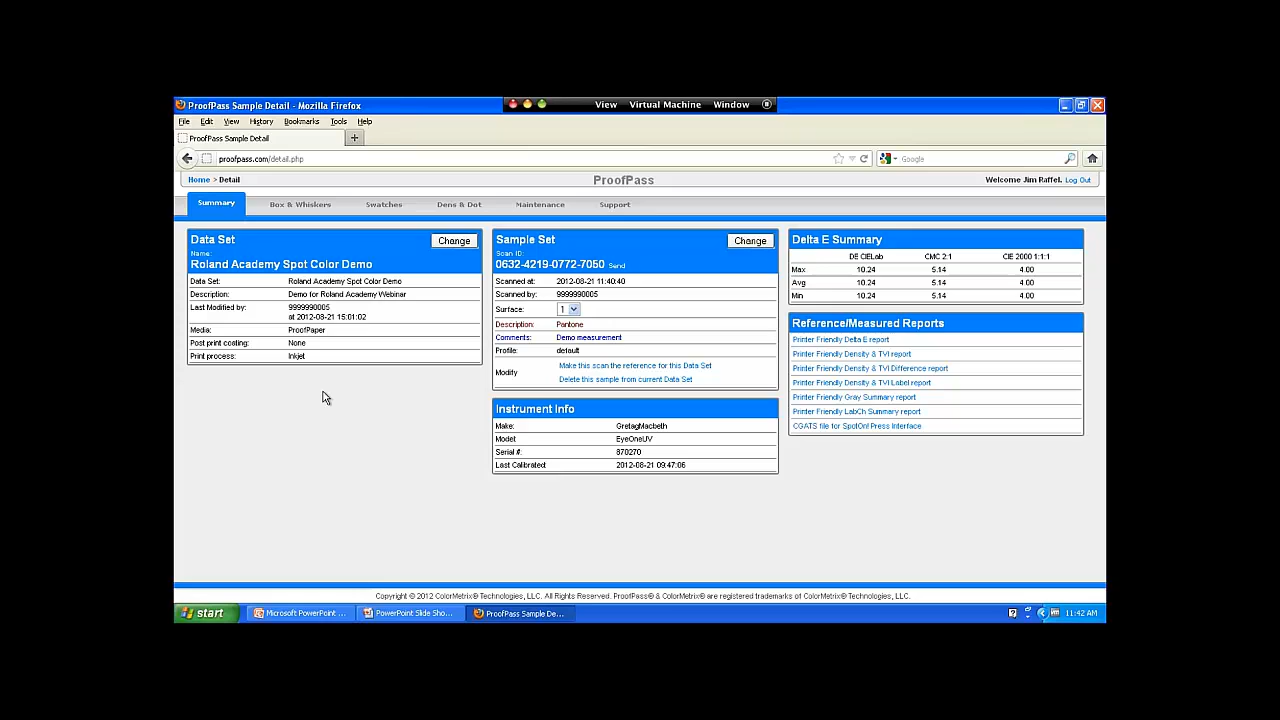 ProofPass Sample Detail - Mozilla Firefox
View Virtual Machine Window
File Edit View History Bookmarks Tools Help
ProofPass Sample Detail
+
proofpass.com/detail.php
Google
Home > Detail
ProofPass
Welcome Jim Raffel. Log Out
Summary Box & Whiskers Swatches Dens & Dot Maintenance Support
Data Set
Change
Name:
Roland Academy Spot Color Demo
Data Set: Roland Academy Spot Color Demo
Description: Demo for Roland Academy Webinar
Last Modified by: 9999990005
at 2012-08-21 15:01:02
Media: ProofPaper
Post print coating: None
Print process: Inkjet
Sample Set
Change
Scan ID:
0632-4219-0772-7050 Send
Scanned at: 2012-08-21 11:40:40
Scanned by: 9999990005
Surface: 1
Description: Pantone
Comments: Demo measurement
Profile: default
Modify
Make this scan the reference for this Data Set
Delete this sample from current Data Set
Instrument Info
Make: GretagMacbeth
Model: EyeOneUV
Serial #: 870270
Last Calibrated: 2012-08-21 09:47:06
Delta E Summary
DE CIELab CMC 2:1 CIE 2000 1:1:1
Max 10.24 5.14 4.00
Avg 10.24 5.14 4.00
Min 10.24 5.14 4.00
Reference/Measured Reports
Printer Friendly Delta E report
Printer Friendly Density & TVI report
Printer Friendly Density & TVI Difference report
Printer Friendly Density & TVI Label report
Printer Friendly Gray Summary report
Printer Friendly LabCh Summary report
CGATS file for SpotOn! Press Interface
Copyright © 2012 ColorMetrix® Technologies, LLC. All Rights Reserved. ProofPass® & ColorMetrix® are registered trademarks of ColorMetrix® Technologies, LLC.
start
Microsoft PowerPoint ...
PowerPoint Slide Sho...
ProofPass Sample De...
11:42 AM